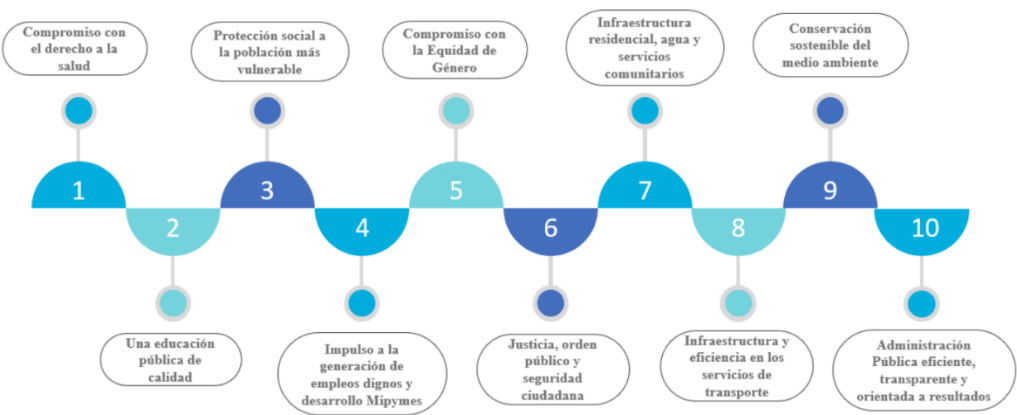 Compromiso con
el derecho a la
salud
Protección social a
la población más
vulnerable
Compromiso con
la Equidad de
Género
Infraestructura
residencial, agua y
servicios
comunitarios
Conservación
sostenible del
medio ambiente
1
3
5
7
9
2
4
6
8
10
Una educación
pública de
calidad
Impulso a la
generación de
empleos dignos y
desarrollo Mipymes
Justicia, orden
público y
seguridad
ciudadana
Infraestructura y
eficiencia en los
servicios de
transporte
Administración
Pública eficiente,
transparente y
orientada a resultados